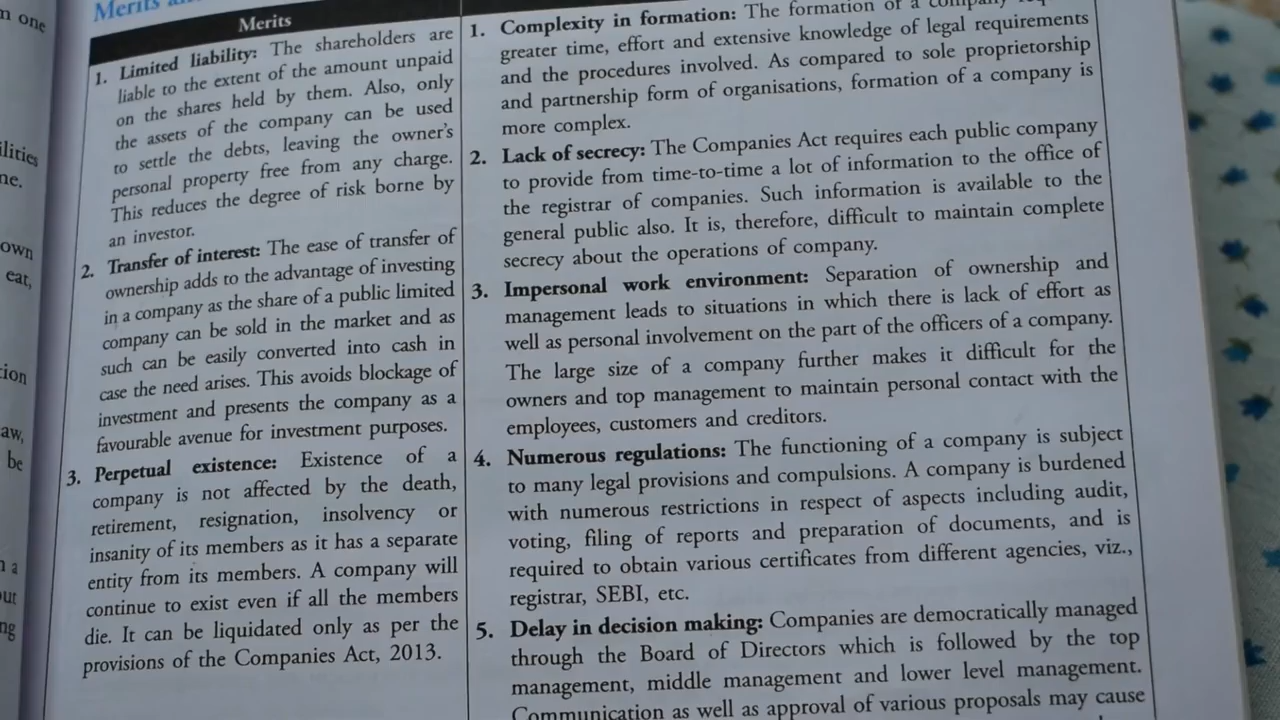 Merits
Merits
1. Limited liability: The shareholders are
liable to the extent of the amount unpaid
on the shares held by them. Also, only
the assets of the company can be used
to settle the debts, leaving the owner's
personal property free from any charge.
This reduces the degree of risk borne by
an investor.
2. Transfer of interest: The ease of transfer of
ownership adds to the advantage of investing
in a company as the share of a public limited
company can be sold in the market and as
such can be easily converted into cash in
case the need arises. This avoids blockage of
investment and presents the company as a
favourable avenue for investment purposes.
3. Perpetual existence: Existence of a
company is not affected by the death,
retirement, resignation, insolvency or
insanity of its members as it has a separate
entity from its members. A company will
continue to exist even if all the members
die. It can be liquidated only as per the
provisions of the Companies Act, 2013.
1. Complexity in formation: The formation of a company
greater time, effort and extensive knowledge of legal requirements
and the procedures involved. As compared to sole proprietorship
and partnership form of organisations, formation of a company is
more complex.
2. Lack of secrecy: The Companies Act requires each public company
to provide from time-to-time a lot of information to the office of
the registrar of companies. Such information is available to the
general public also. It is, therefore, difficult to maintain complete
secrecy about the operations of company.
3. Impersonal work environment: Separation of ownership and
management leads to situations in which there is lack of effort as
well as personal involvement on the part of the officers of a company.
The large size of a company further makes it difficult for the
owners and top management to maintain personal contact with the
employees, customers and creditors.
4. Numerous regulations: The functioning of a company is subject
to many legal provisions and compulsions. A company is burdened
with numerous restrictions in respect of aspects including audit,
voting, filing of reports and preparation of documents, and is
required to obtain various certificates from different agencies, viz.,
registrar, SEBI, etc.
5. Delay in decision making: Companies are democratically managed
through the Board of Directors which is followed by the top
management, middle management and lower level management.
Communication as well as approval of various proposals may cause